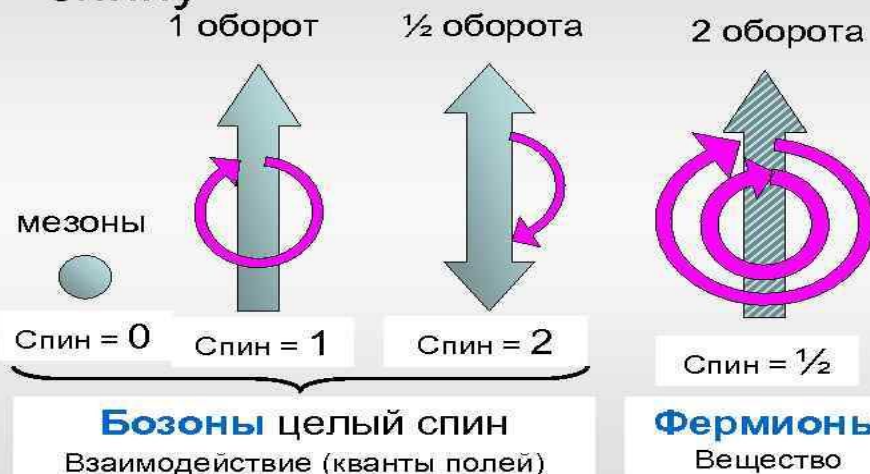 1 оборот
½ оборота
2 оборота
мезоны
Спин = 0
Спин = 1
Спин = 2
Спин = ½
Бозоны целый спин
Взаимодействие (кванты полей)
Фермионы
Вещество